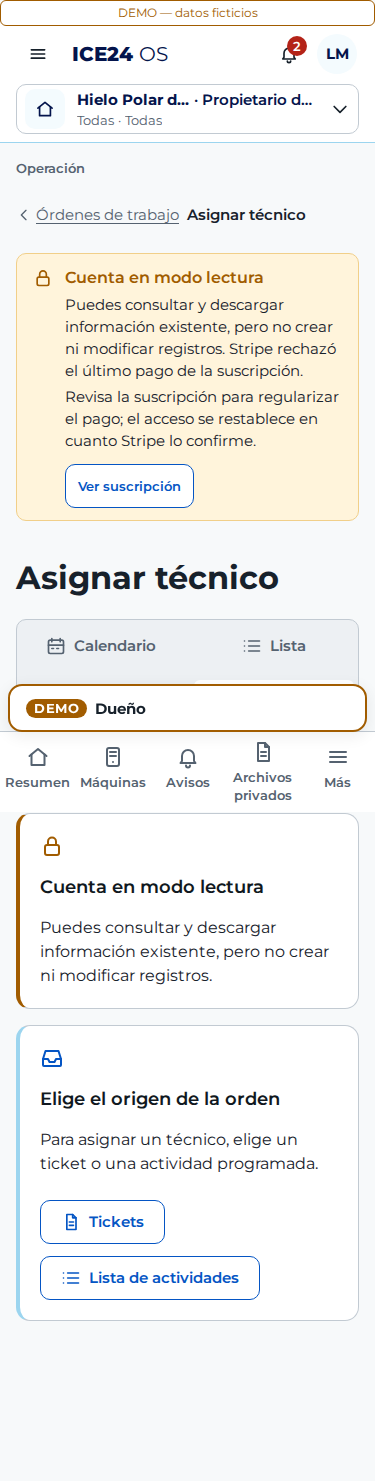 DEMO — datos ficticios
ICE24 OS
2
LM
Hielo Polar d... · Propietario d...
Todas · Todas
Operación
Órdenes de trabajo Asignar técnico
Cuenta en modo lectura
Puedes consultar y descargar
información existente, pero no crear
ni modificar registros. Stripe rechazó
el último pago de la suscripción.
Revisa la suscripción para regularizar
el pago; el acceso se restablece en
cuanto Stripe lo confirme.
Ver suscripción
Asignar técnico
Calendario
Lista
DEMO Dueño
Resumen
Máquinas
Avisos
Archivos
privados
Más
Cuenta en modo lectura
Puedes consultar y descargar
información existente, pero no crear
ni modificar registros.
Elige el origen de la orden
Para asignar un técnico, elige un
ticket o una actividad programada.
Tickets
Lista de actividades